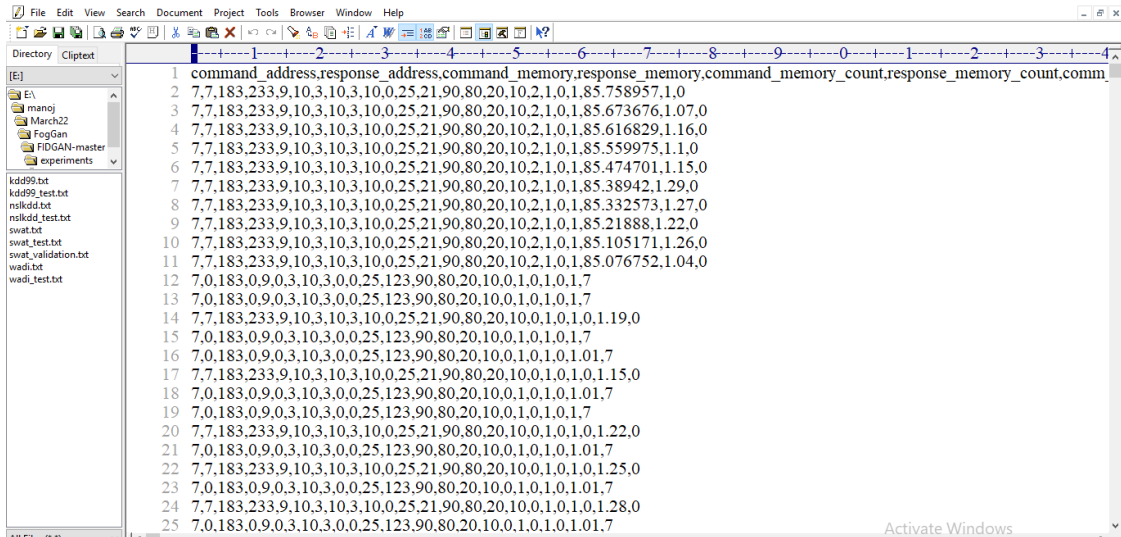 File Edit View Search Document Project Tools Browser Window Help
Directory Cliptext
[E:]
E:\
manoj
March22
FogGan
FIDGAN-master
experiments
kdd99.txt
kdd99_test.txt
nslkdd.txt
nslkdd_test.txt
swat.txt
swat_test.txt
swat_validation.txt
wadi.txt
wadi_test.txt
----+----1----+----2----+----3----+----4----+----5----+----6----+----7----+----8----+----9----+----0----+----1----+----2----+----3----+----4
1 command_address,response_address,command_memory,response_memory,command_memory_count,response_memory_count,comm_
2 7,7,183,233,9,10,3,10,3,10,0,25,21,90,80,20,10,2,1,0,1,85.758957,1,0
3 7,7,183,233,9,10,3,10,3,10,0,25,21,90,80,20,10,2,1,0,1,85.673676,1.07,0
4 7,7,183,233,9,10,3,10,3,10,0,25,21,90,80,20,10,2,1,0,1,85.616829,1.16,0
5 7,7,183,233,9,10,3,10,3,10,0,25,21,90,80,20,10,2,1,0,1,85.559975,1.1,0
6 7,7,183,233,9,10,3,10,3,10,0,25,21,90,80,20,10,2,1,0,1,85.474701,1.15,0
7 7,7,183,233,9,10,3,10,3,10,0,25,21,90,80,20,10,2,1,0,1,85.38942,1.29,0
8 7,7,183,233,9,10,3,10,3,10,0,25,21,90,80,20,10,2,1,0,1,85.332573,1.27,0
9 7,7,183,233,9,10,3,10,3,10,0,25,21,90,80,20,10,2,1,0,1,85.21888,1.22,0
10 7,7,183,233,9,10,3,10,3,10,0,25,21,90,80,20,10,2,1,0,1,85.105171,1.26,0
11 7,7,183,233,9,10,3,10,3,10,0,25,21,90,80,20,10,2,1,0,1,85.076752,1.04,0
12 7,0,183,0,9,0,3,10,3,0,0,25,123,90,80,20,10,0,1,0,1,0,1,7
13 7,0,183,0,9,0,3,10,3,0,0,25,123,90,80,20,10,0,1,0,1,0,1,7
14 7,7,183,233,9,10,3,10,3,10,0,25,21,90,80,20,10,0,1,0,1,0,1.19,0
15 7,0,183,0,9,0,3,10,3,0,0,25,123,90,80,20,10,0,1,0,1,0,1,7
16 7,0,183,0,9,0,3,10,3,0,0,25,123,90,80,20,10,0,1,0,1,0,1.01,7
17 7,7,183,233,9,10,3,10,3,10,0,25,21,90,80,20,10,0,1,0,1,0,1.15,0
18 7,0,183,0,9,0,3,10,3,0,0,25,123,90,80,20,10,0,1,0,1,0,1.01,7
19 7,0,183,0,9,0,3,10,3,0,0,25,123,90,80,20,10,0,1,0,1,0,1,7
20 7,7,183,233,9,10,3,10,3,10,0,25,21,90,80,20,10,0,1,0,1,0,1.22,0
21 7,0,183,0,9,0,3,10,3,0,0,25,123,90,80,20,10,0,1,0,1,0,1.01,7
22 7,7,183,233,9,10,3,10,3,10,0,25,21,90,80,20,10,0,1,0,1,0,1.25,0
23 7,0,183,0,9,0,3,10,3,0,0,25,123,90,80,20,10,0,1,0,1,0,1.01,7
24 7,7,183,233,9,10,3,10,3,10,0,25,21,90,80,20,10,0,1,0,1,0,1.28,0
25 7,0,183,0,9,0,3,10,3,0,0,25,123,90,80,20,10,0,1,0,1,0,1.01,7
Activate Windows